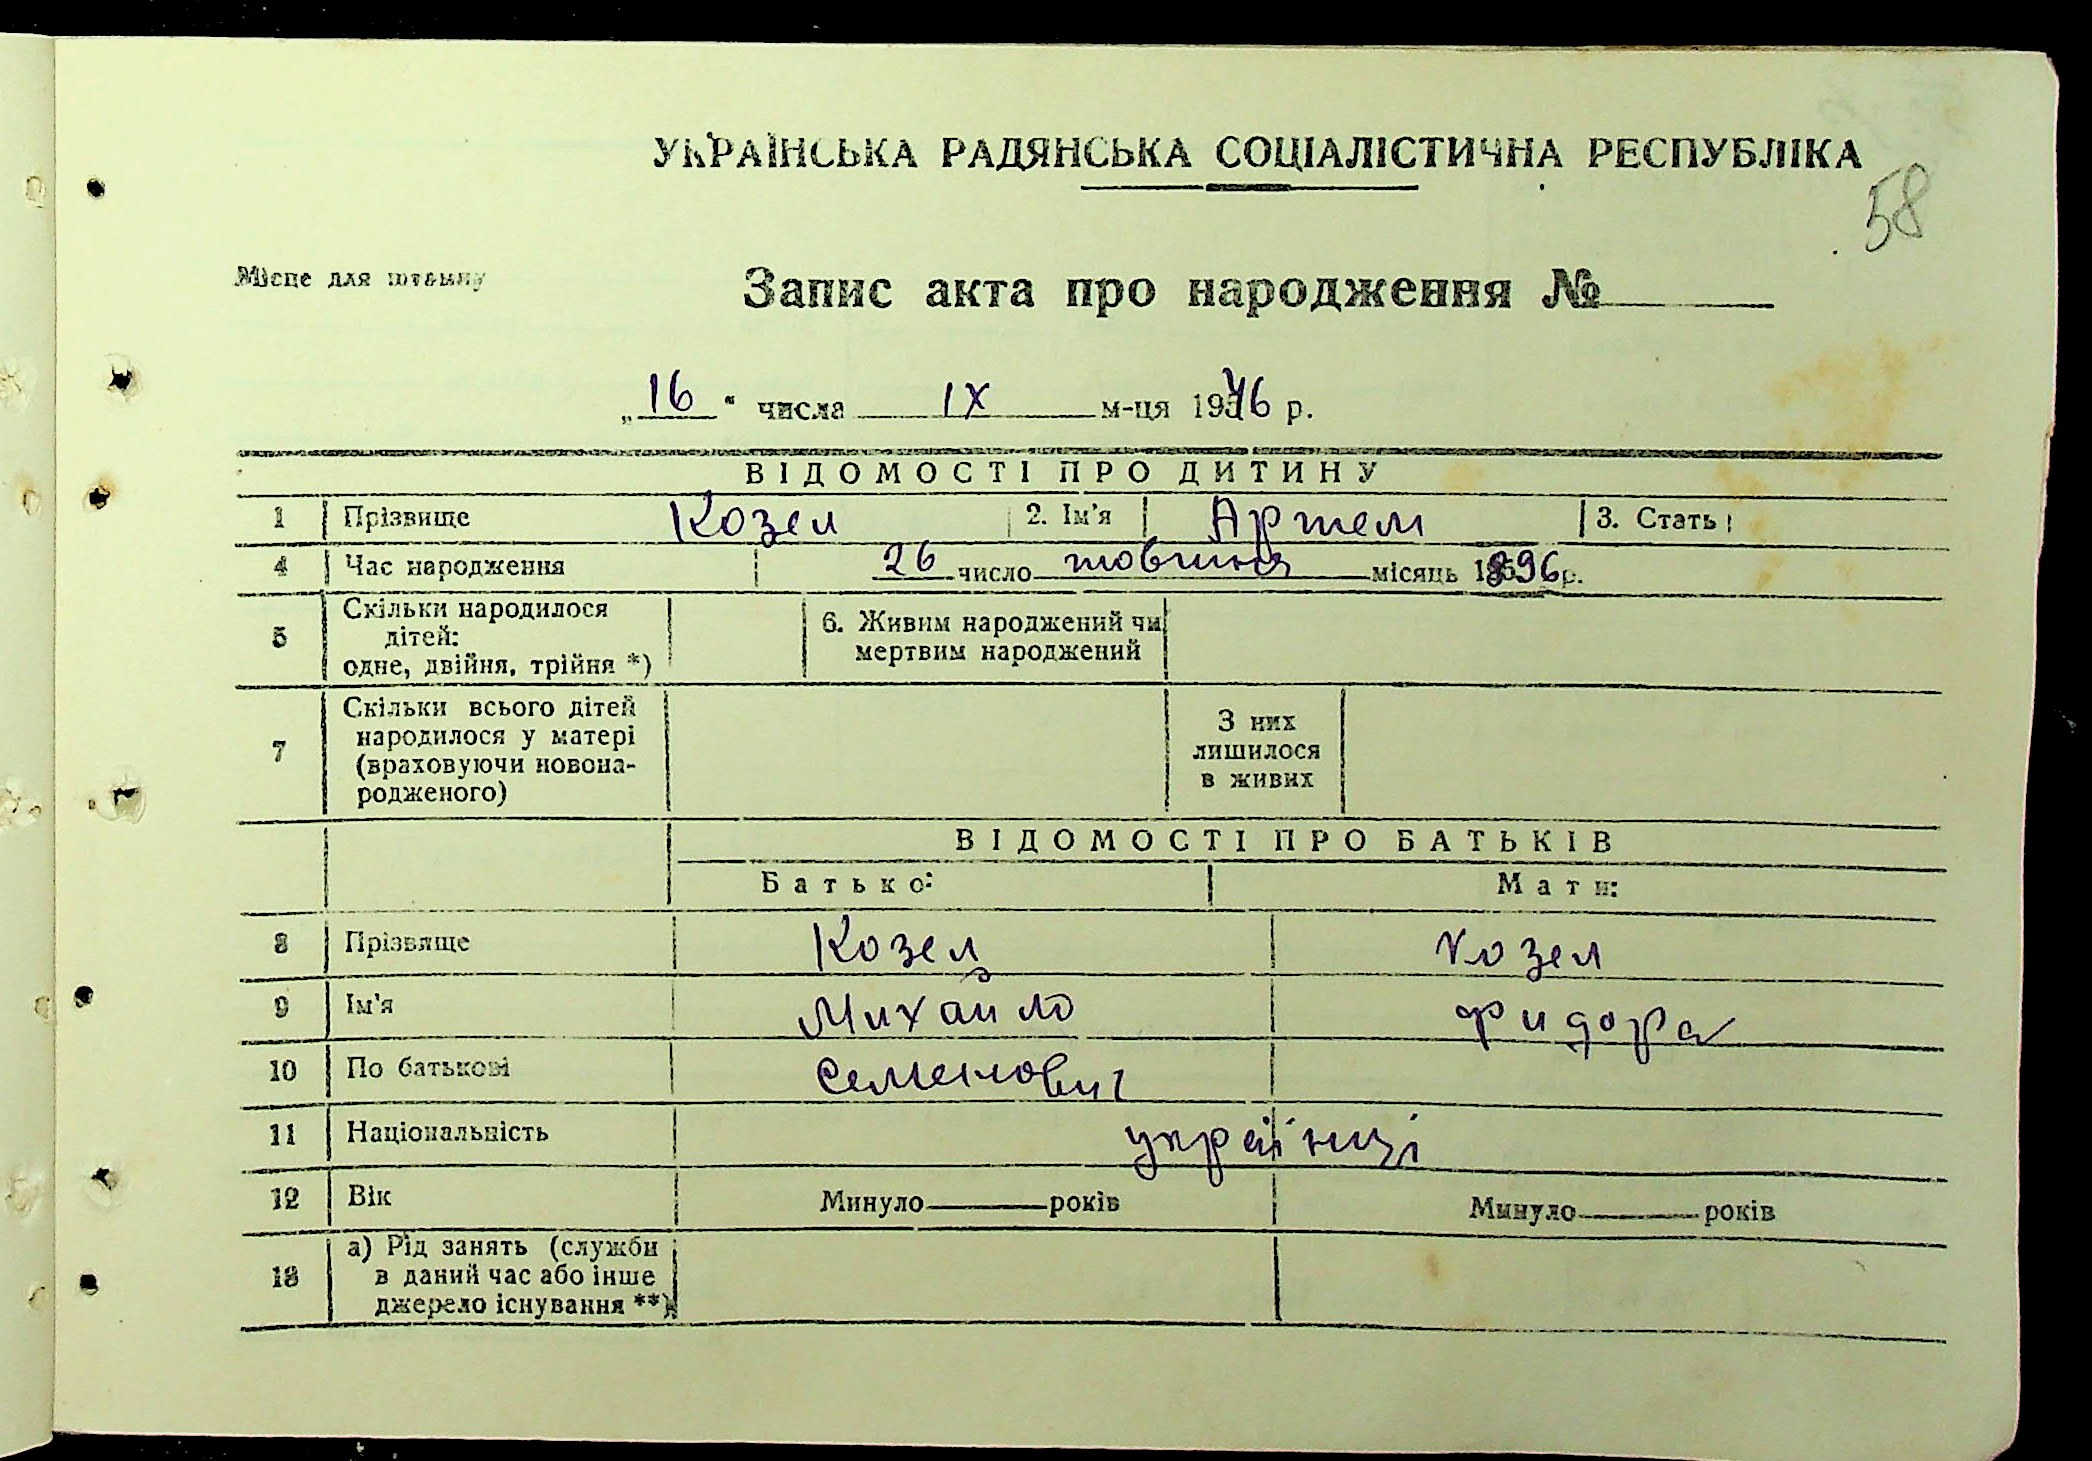 УКРАЇНСЬКА РАДЯНСЬКА СОЦІАЛІСТИЧНА РЕСПУБЛІКА
58
Місце для штампу
Запис акта про народження №
„16“ числа IX м-ця 1946 р.
ВІДОМОСТІ ПРО ДИТИНУ
1 Прізвище Козел 2. Ім'я Артем 3. Стать
4 Час народження 26 число жовтня місяць 1896 р.
5 Скільки народилося дітей: одне, двійня, трійня *) 6. Живим народжений чи мертвим народжений
7 Скільки всього дітей народилося у матері (враховуючи новона-родженого) З них лишилося в живих
ВІДОМОСТІ ПРО БАТЬКІВ
Батько: Мати:
8 Прізвище Козел Козел
9 Ім'я Михайло Фидора
10 По батькові Семенович
11 Національність українці
12 Вік Минуло років Минуло років
13 а) Рід занять (служби в даний час або інше джерело існування **)